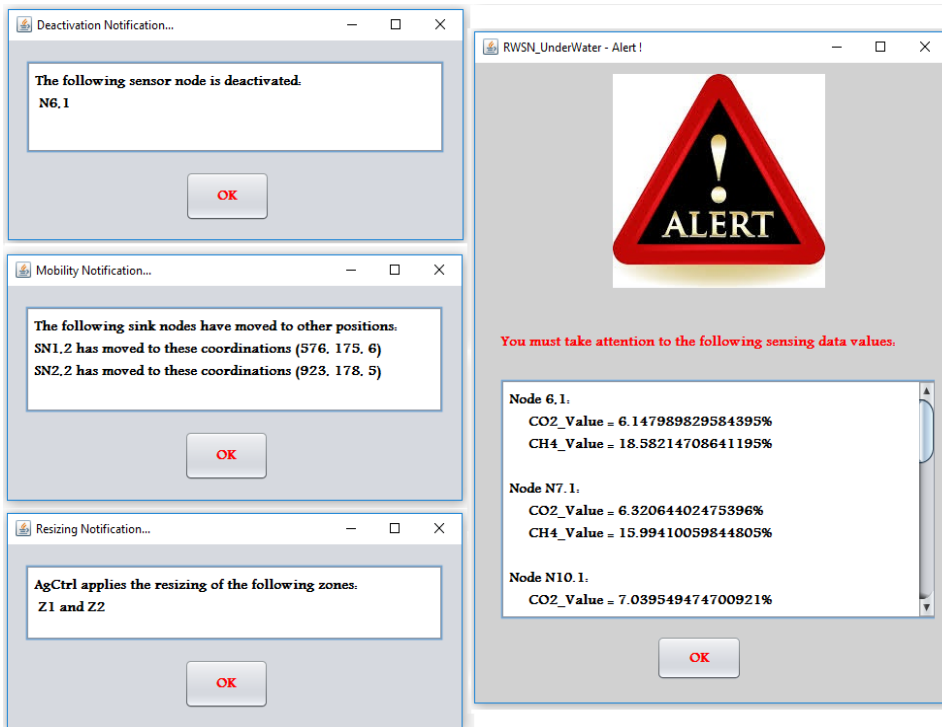 Deactivation Notification...
The following sensor node is deactivated:
N6,1
OK
Mobility Notification...
The following sink nodes have moved to other positions:
SN1,2 has moved to these coordinations (576, 175, 6)
SN2,2 has moved to these coordinations (923, 178, 5)
OK
Resizing Notification...
AgCtrl applies the resizing of the following zones:
Z1 and Z2
OK
RWSN_UnderWater - Alert !
!
ALERT
You must take attention to the following sensing data values:
Node 6,1:
CO2_Value = 6.147989829584395%
CH4_Value = 18.58214708641195%
Node N7,1:
CO2_Value = 6.32064402475396%
CH4_Value = 15.99410059844805%
Node N10,1:
CO2_Value = 7.039549474700921%
OK